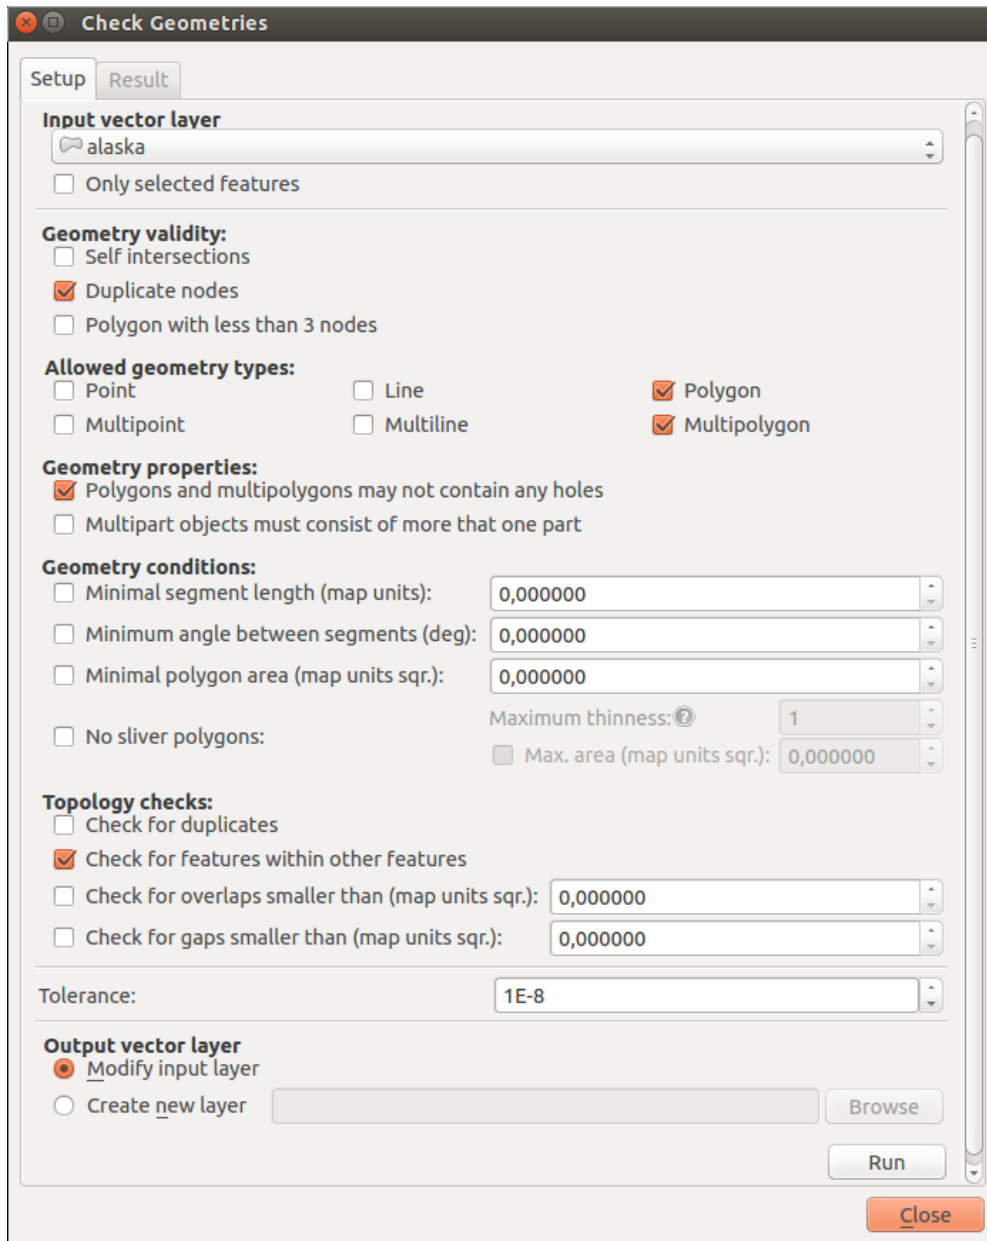 Check Geometries
Setup Result
Input vector layer
alaska
Only selected features
Geometry validity:
Self intersections
Duplicate nodes
Polygon with less than 3 nodes
Allowed geometry types:
Point Line Polygon
Multipoint Multiline Multipolygon
Geometry properties:
Polygons and multipolygons may not contain any holes
Multipart objects must consist of more that one part
Geometry conditions:
Minimal segment length (map units): 0,000000
Minimum angle between segments (deg): 0,000000
Minimal polygon area (map units sqr.): 0,000000
Maximum thinness: ? 1
No sliver polygons:
Max. area (map units sqr.): 0,000000
Topology checks:
Check for duplicates
Check for features within other features
Check for overlaps smaller than (map units sqr.): 0,000000
Check for gaps smaller than (map units sqr.): 0,000000
Tolerance: 1E-8
Output vector layer
Modify input layer
Create new layer Browse
Run
Close